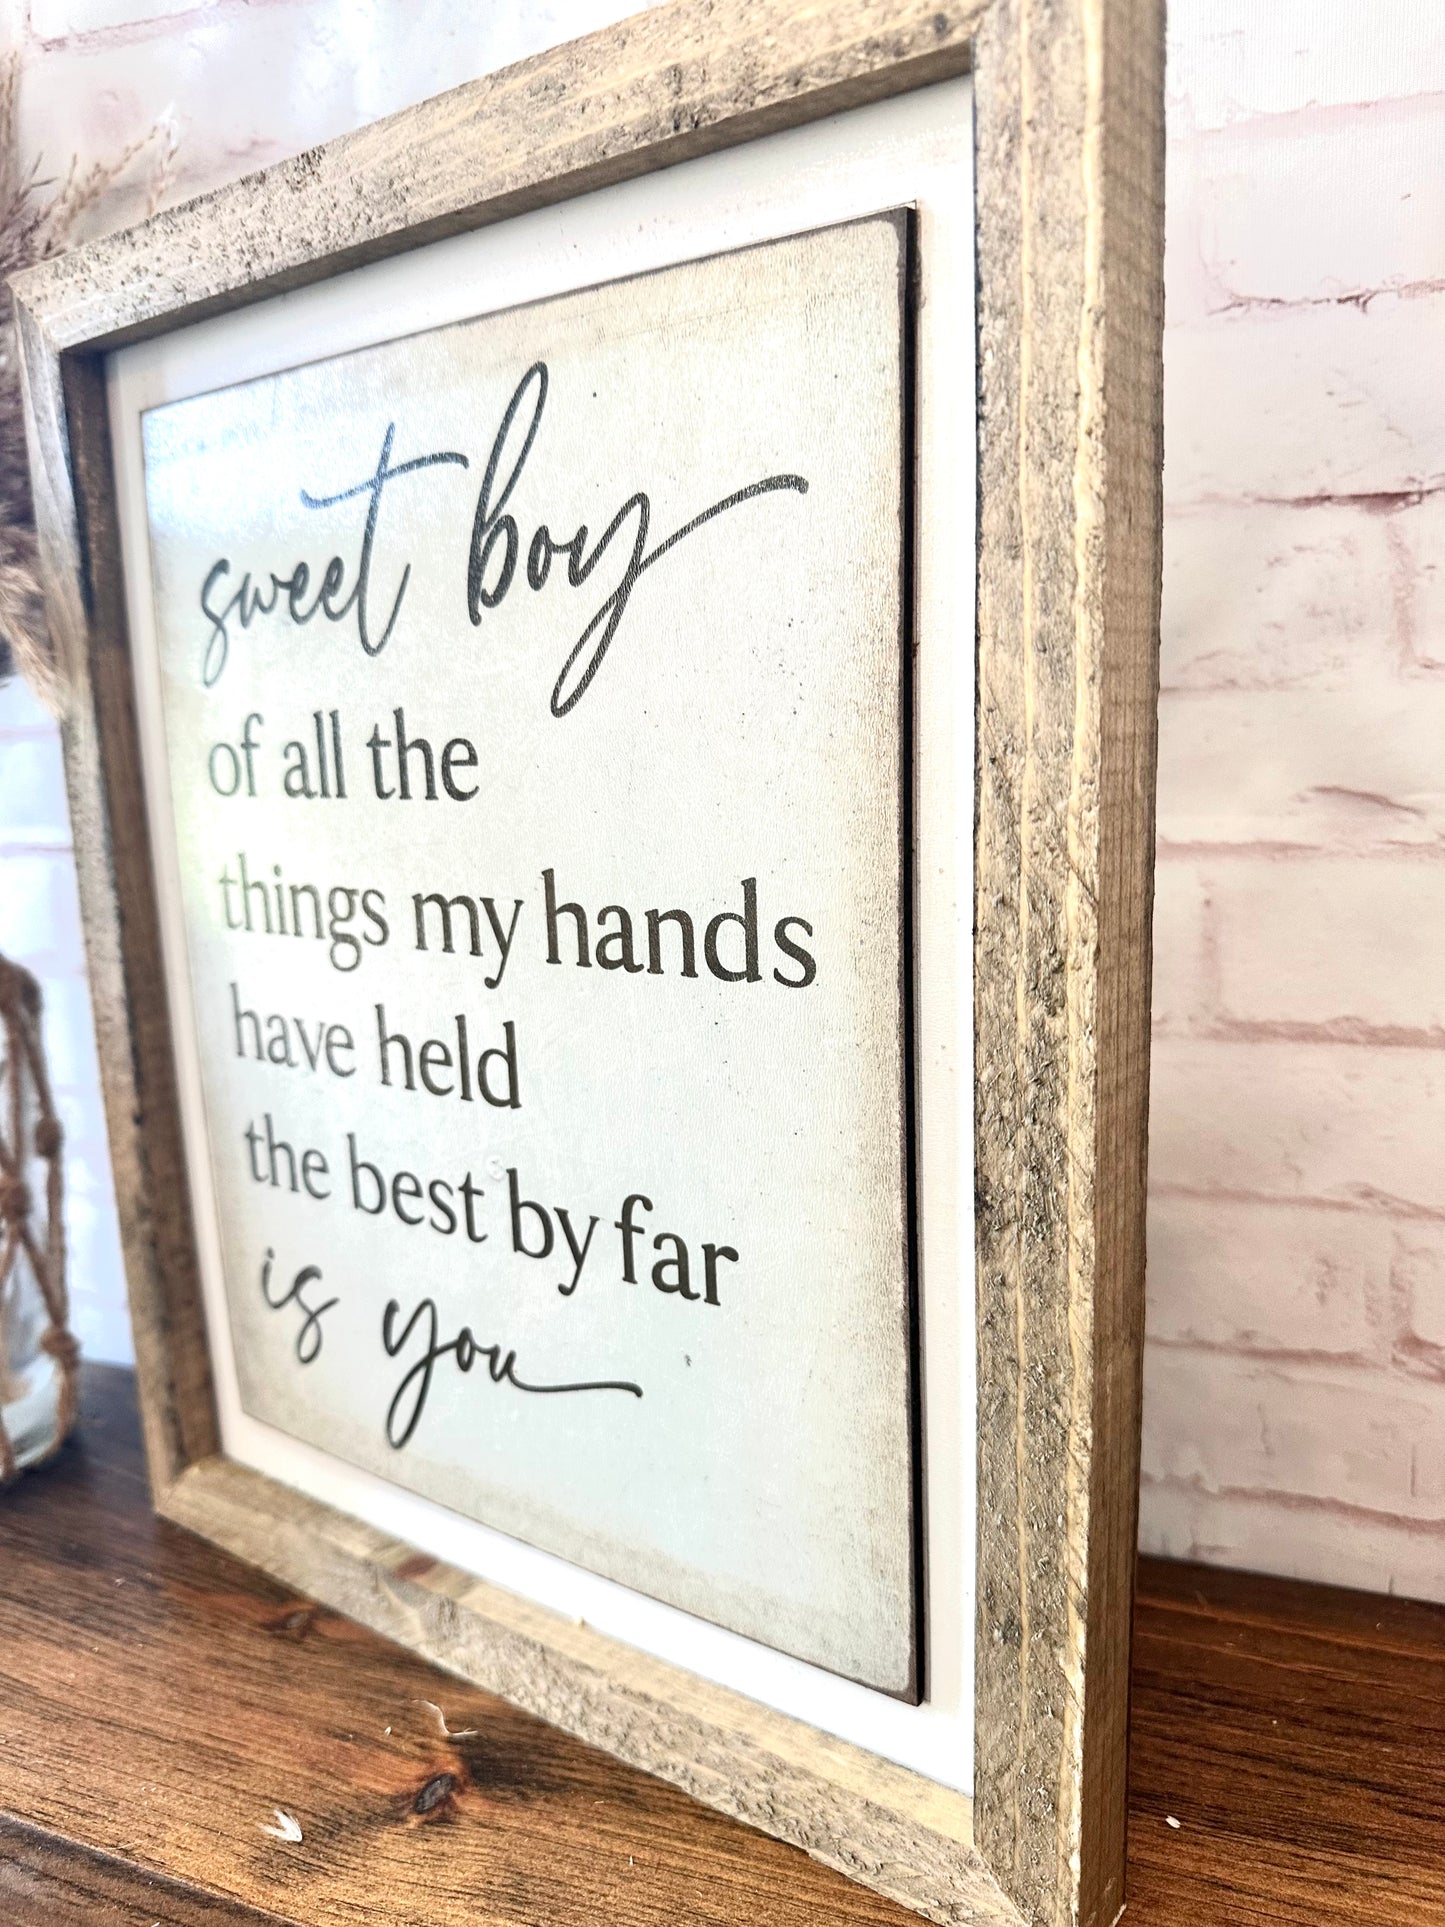 sweet boy
of all the
things my hands
have held
the best by far
is you